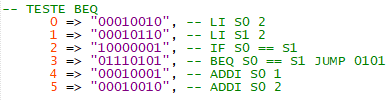 -- TESTE BEQ
0 => "00010010", -- LI S0 2
1 => "00010110", -- LI S1 2
2 => "10000001", -- IF S0 == S1
3 => "01110101", -- BEQ S0 == S1 JUMP 0101
4 => "00010001", -- ADDI S0 1
5 => "00010010", -- ADDI S0 2